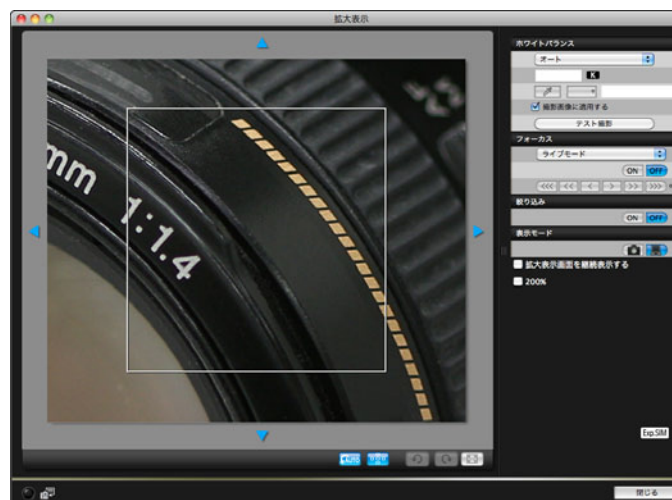 拡大表示
mm 1:1.4
ホワイトバランス
オート
K
撮影画像に適用する
テスト撮影
フォーカス
ライブモード
ON OFF
<<< << < > >> >>>
絞り込み
ON OFF
表示モード
拡大表示画面を継続表示する
200%
Exp.SIM
AUTO
閉じる